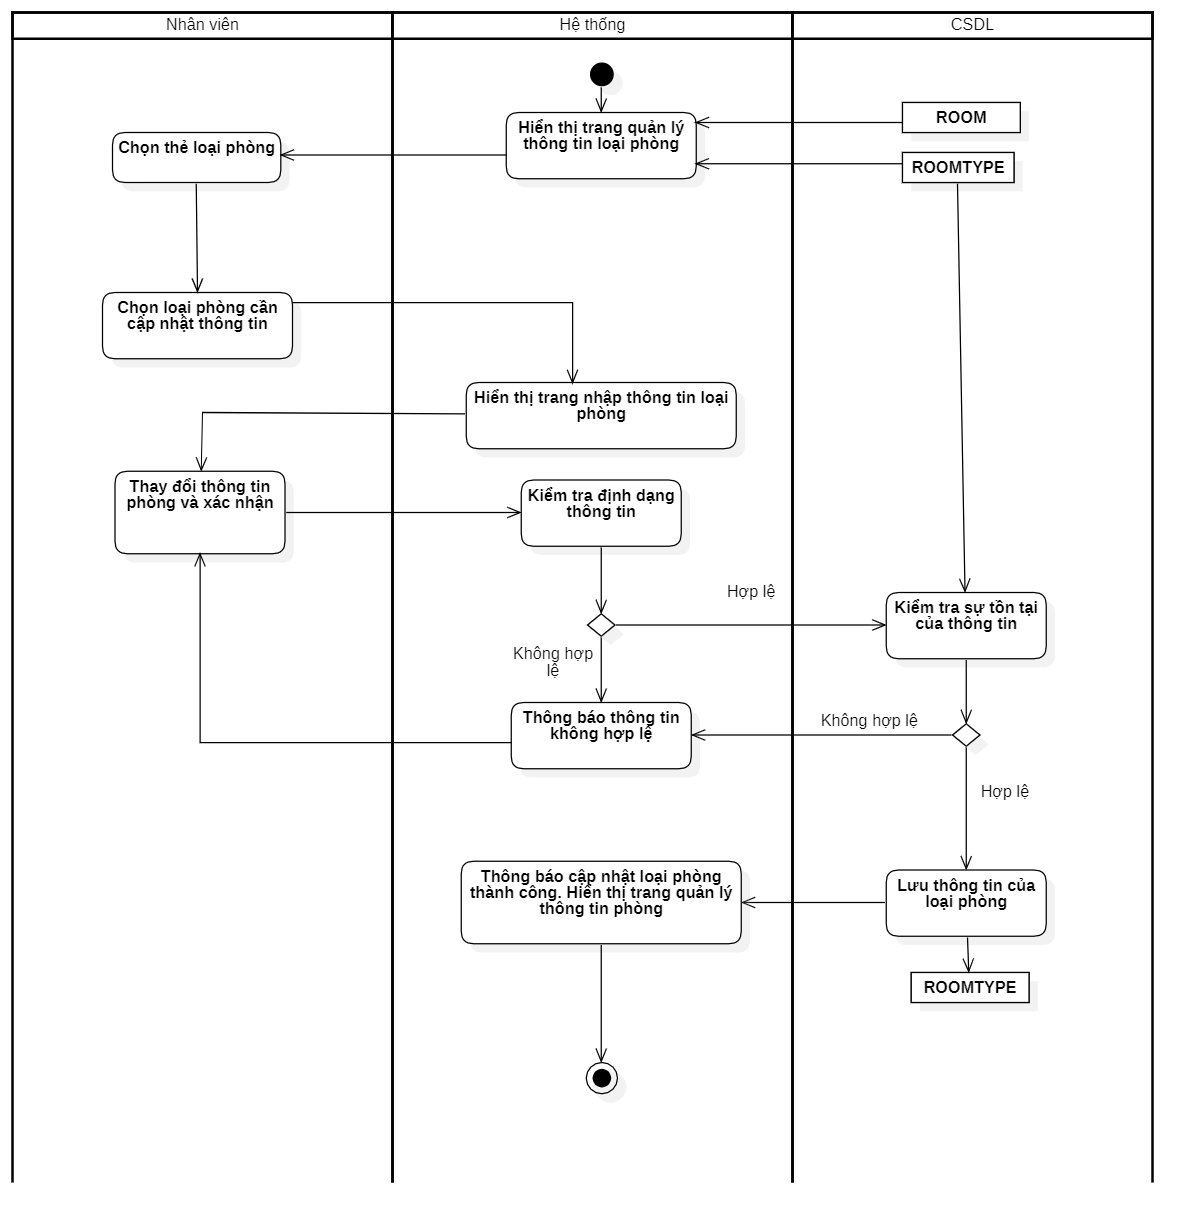 Nhân viên
Hệ thống
CSDL
Hiển thị trang quản lý
thông tin loại phòng
ROOM
Chọn thẻ loại phòng
ROOMTYPE
Chọn loại phòng cần
cập nhật thông tin
Hiển thị trang nhập thông tin loại
phòng
Thay đổi thông tin
phòng và xác nhận
Kiểm tra định dạng
thông tin
Hợp lệ
Kiểm tra sự tồn tại
của thông tin
Không hợp
lệ
Thông báo thông tin
không hợp lệ
Không hợp lệ
Hợp lệ
Thông báo cập nhật loại phòng
thành công. Hiển thị trang quản lý
thông tin phòng
Lưu thông tin của
loại phòng
ROOMTYPE